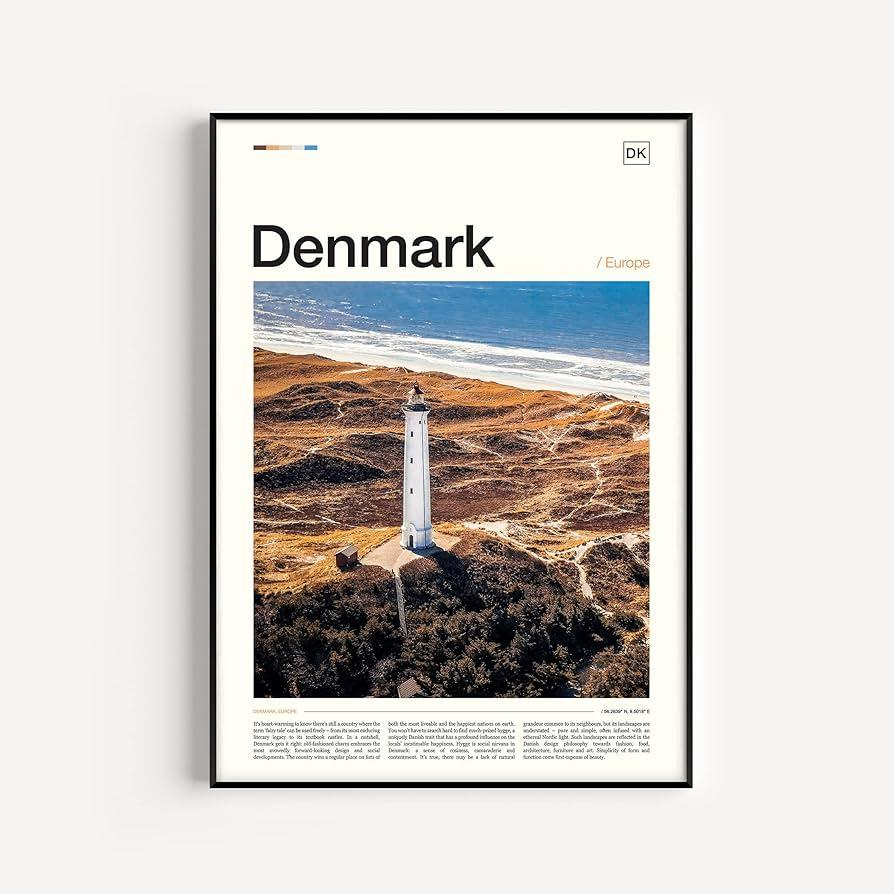 DK
Denmark
/ Europe
DENMARK, EUROPE
/ 56.2639° N, 9.5018° E
It's heart-warming to know there's still a country where the
term 'fairy tale' can be used freely – from its most enduring
literary legacy to its textbook castles. In a nutshell,
Denmark gets it right: old-fashioned charm embraces the
most avowedly forward-looking design and social
developments. The country wins a regular place on lists of
both the most liveable and the happiest nations on earth.
You won't have to search hard to find much-prized hygge, a
uniquely Danish trait that has a profound influence on the
locals' inestimable happiness. Hygge is social nirvana in
Denmark: a sense of cosiness, camaraderie and
contentment. It's true, there may be a lack of natural
grandeur common to its neighbours, but its landscapes are
understated – pure and simple, often infused with an
ethereal Nordic light. Such landscapes are reflected in the
Danish design philosophy towards fashion, food,
architecture, furniture and art. Simplicity of form and
function come first expense of beauty.